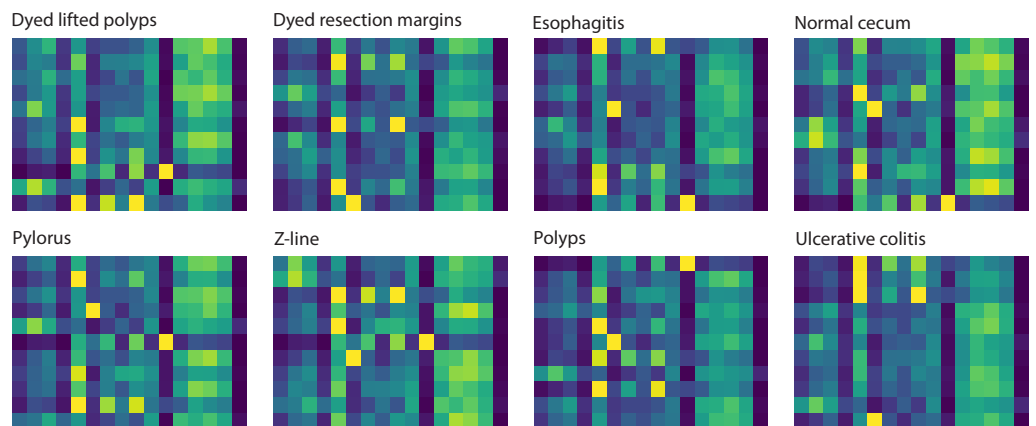 Dyed lifted polyps
Dyed resection margins
Esophagitis
Normal cecum
Pylorus
Z-line
Polyps
Ulcerative colitis